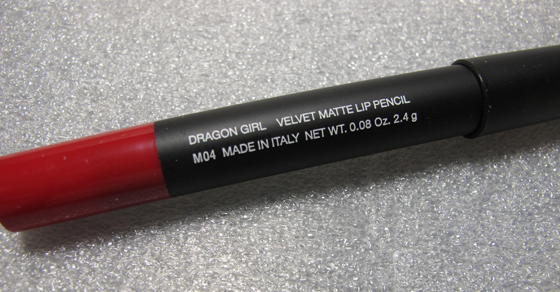 DRAGON GIRL VELVET MATTE LIP PENCIL
M04 MADE IN ITALY NET WT. 0.08 Oz. 2.4 g